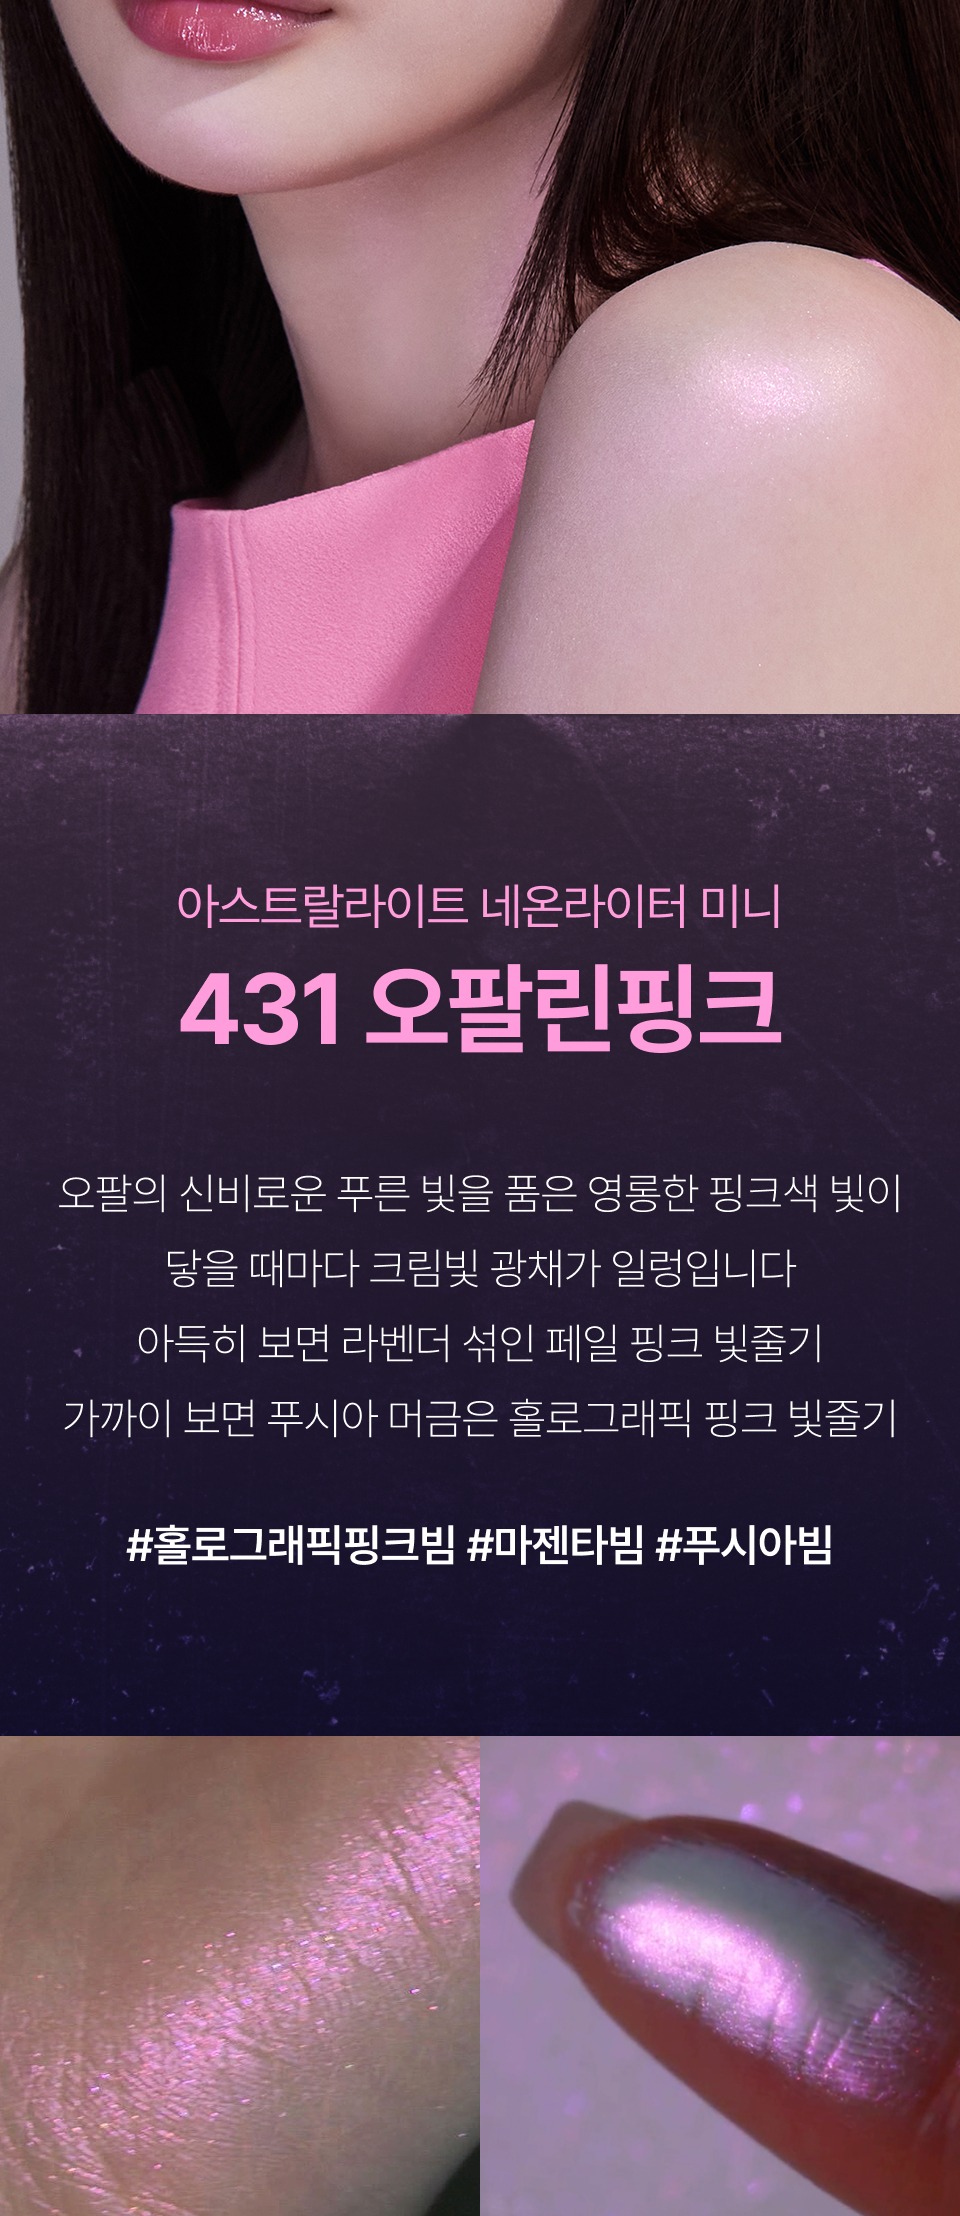 아스트랄라이트 네온라이터 미니
431 오팔린핑크
오팔의 신비로운 푸른 빛을 품은 영롱한 핑크색 빛이
닿을 때마다 크림빛 광채가 일렁입니다
아득히 보면 라벤더 섞인 페일 핑크 빛줄기
가까이 보면 푸시아 머금은 홀로그래픽 핑크 빛줄기
#홀로그래픽핑크빔 #마젠타빔 #푸시아빔